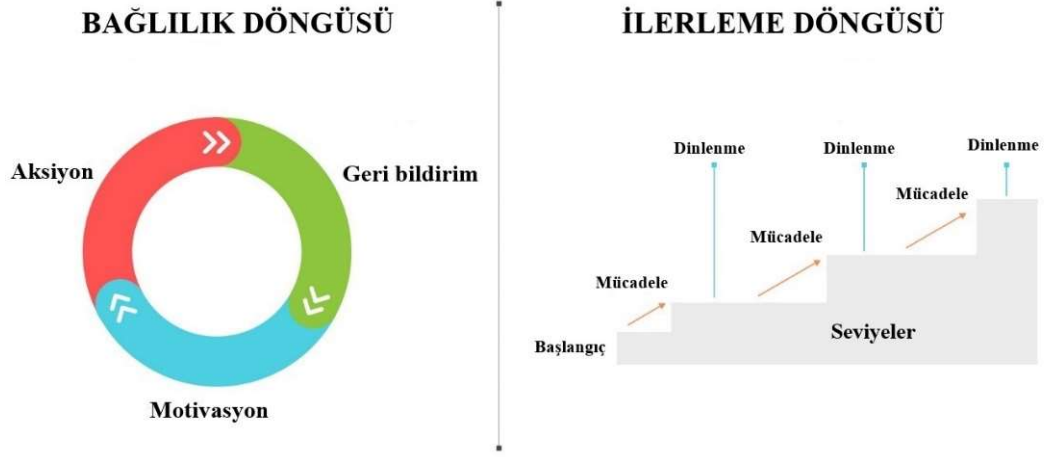 BAĞLILIK DÖNGÜSÜ
Aksiyon
Geri bildirim
Motivasyon
İLERLEME DÖNGÜSÜ
Dinlenme
Dinlenme
Dinlenme
Mücadele
Mücadele
Mücadele
Başlangıç
Seviyeler